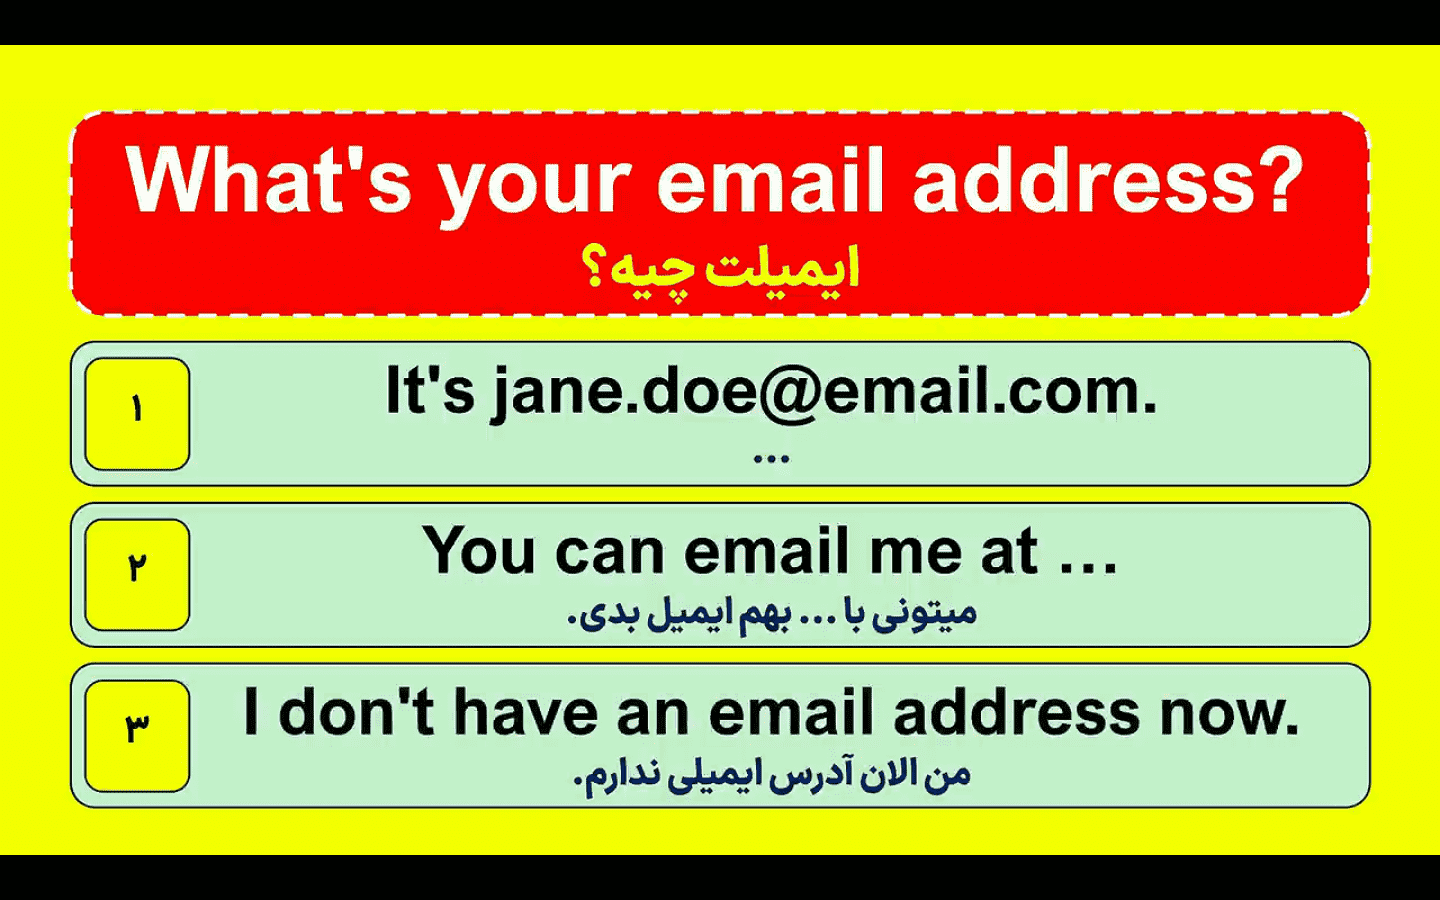 What's your email address?
ایمیلت چیه؟
۱
It's jane.doe@email.com.
...
۲
You can email me at …
میتونی با ... بهم ایمیل بدی.
۳
I don't have an email address now.
من الان آدرس ایمیلی ندارم.